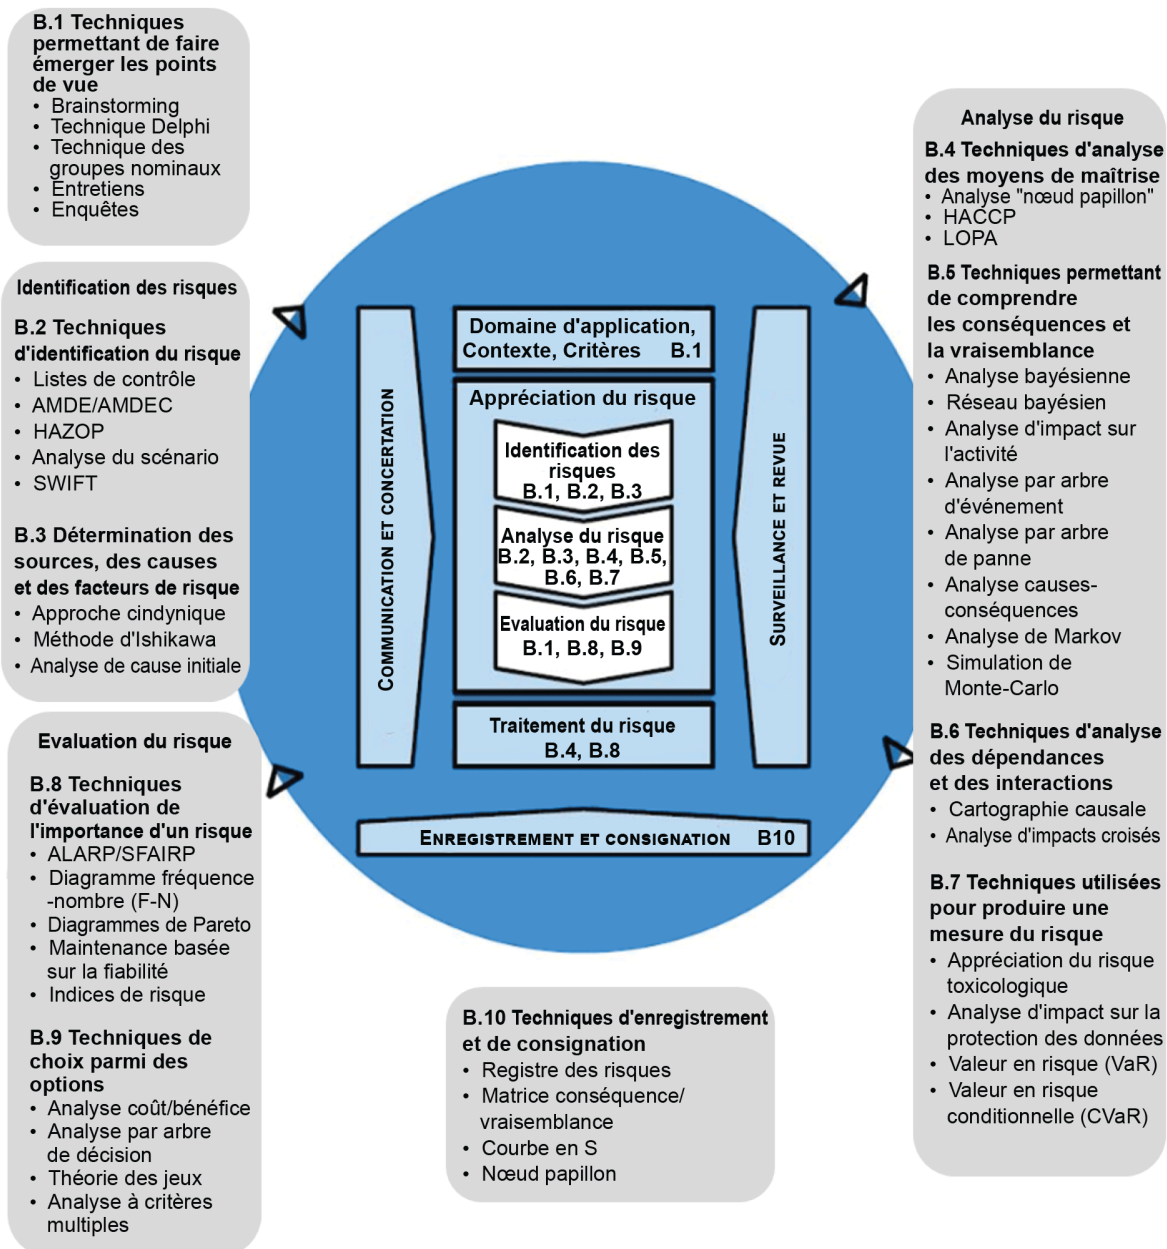 B.1 Techniques
permettant de faire
émerger les points
de vue
• Brainstorming
• Technique Delphi
• Technique des
groupes nominaux
• Entretiens
• Enquêtes
Identification des risques
B.2 Techniques
d'identification du risque
• Listes de contrôle
• AMDE/AMDEC
• HAZOP
• Analyse du scénario
• SWIFT
B.3 Détermination des
sources, des causes
et des facteurs de risque
• Approche cindynique
• Méthode d'Ishikawa
• Analyse de cause initiale
Evaluation du risque
B.8 Techniques
d'évaluation de
l'importance d'un risque
• ALARP/SFAIRP
• Diagramme fréquence
-nombre (F-N)
• Diagrammes de Pareto
• Maintenance basée
sur la fiabilité
• Indices de risque
B.9 Techniques de
choix parmi des
options
• Analyse coût/bénéfice
• Analyse par arbre
de décision
• Théorie des jeux
• Analyse à critères
multiples
COMMUNICATION ET CONCERTATION
Domaine d'application,
Contexte, Critères B.1
Appréciation du risque
Identification des
risques
B.1, B.2, B.3
Analyse du risque
B.2, B.3, B.4, B.5,
B.6, B.7
Evaluation du risque
B.1, B.8, B.9
Traitement du risque
B.4, B.8
SURVEILLANCE ET REVUE
ENREGISTREMENT ET CONSIGNATION B10
B.10 Techniques d'enregistrement
et de consignation
• Registre des risques
• Matrice conséquence/
vraisemblance
• Courbe en S
• Nœud papillon
Analyse du risque
B.4 Techniques d'analyse
des moyens de maîtrise
• Analyse "nœud papillon"
• HACCP
• LOPA
B.5 Techniques permettant
de comprendre
les conséquences et
la vraisemblance
• Analyse bayésienne
• Réseau bayésien
• Analyse d'impact sur
l'activité
• Analyse par arbre
d'événement
• Analyse par arbre
de panne
• Analyse causes-
conséquences
• Analyse de Markov
• Simulation de
Monte-Carlo
B.6 Techniques d'analyse
des dépendances
et des interactions
• Cartographie causale
• Analyse d'impacts croisés
B.7 Techniques utilisées
pour produire une
mesure du risque
• Appréciation du risque
toxicologique
• Analyse d'impact sur la
protection des données
• Valeur en risque (VaR)
• Valeur en risque
conditionnelle (CVaR)